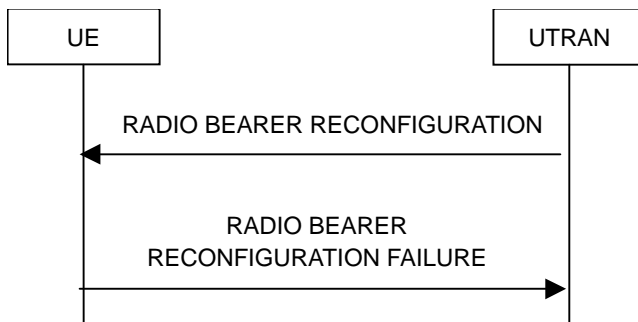 UE
UTRAN
RADIO BEARER RECONFIGURATION
RADIO BEARER
RECONFIGURATION FAILURE